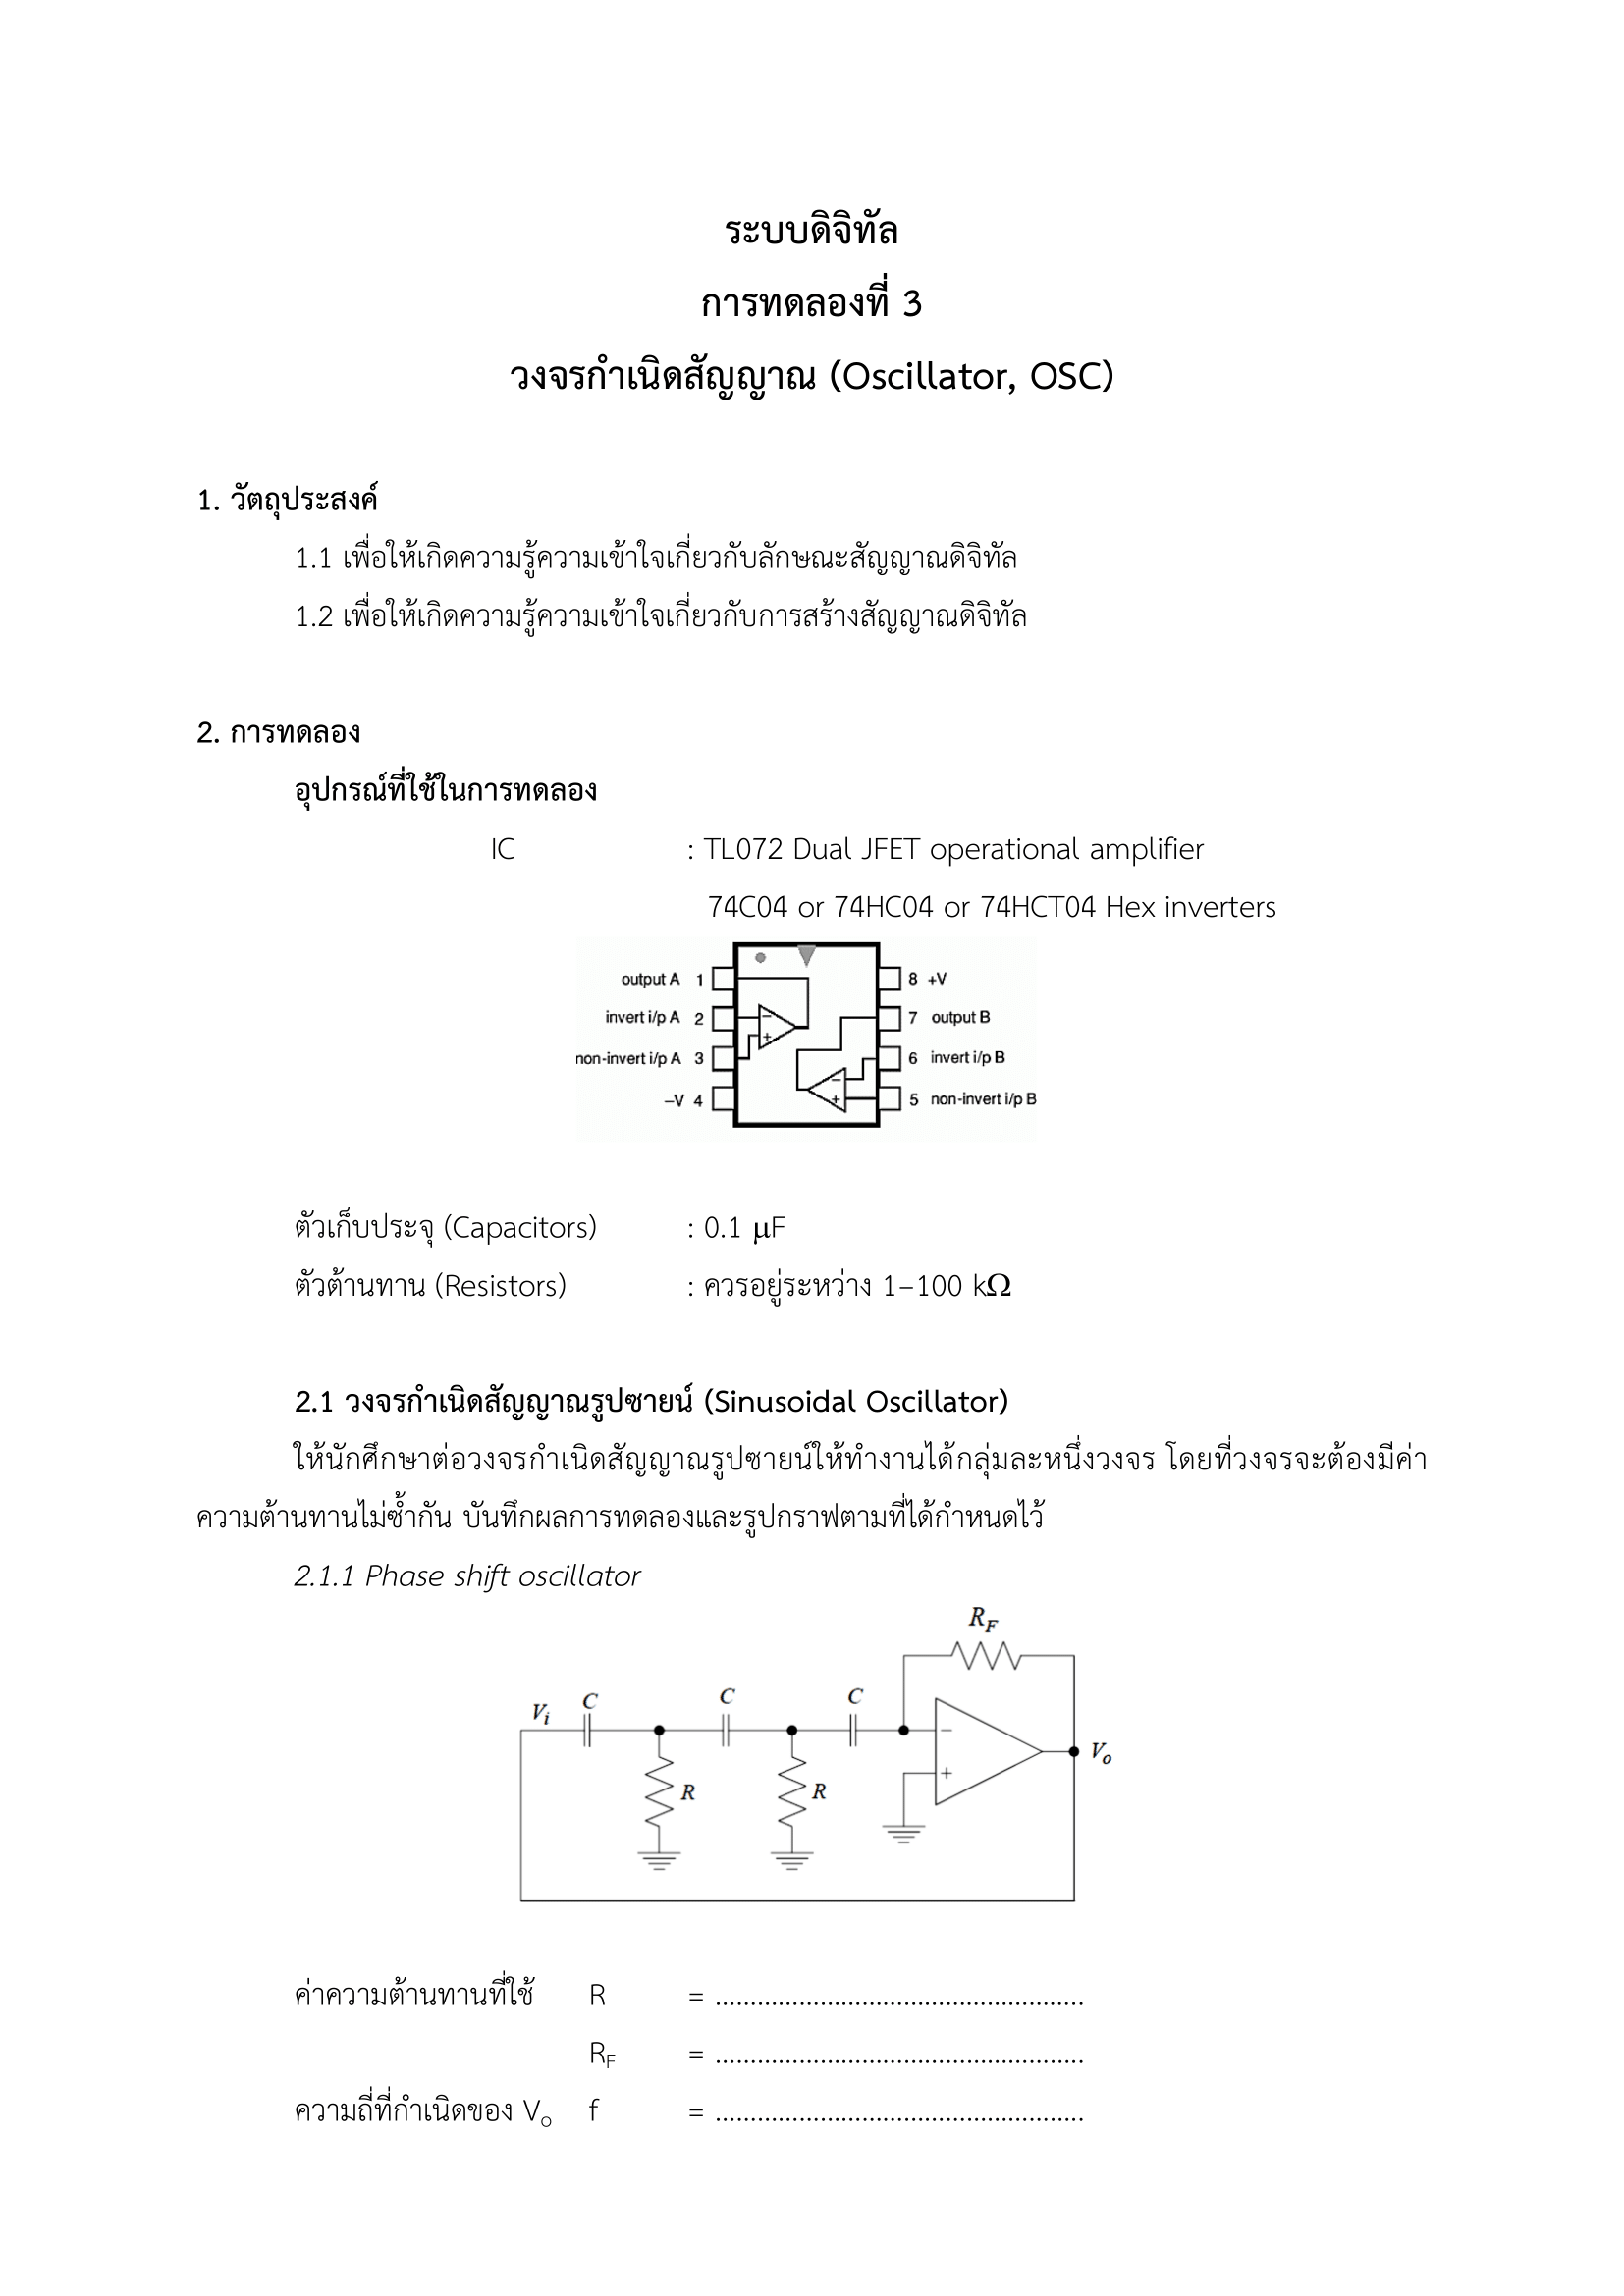 ระบบดิจิทัล
การทดลองที่ 3
วงจรกำเนิดสัญญาณ (Oscillator, OSC)
1. วัตถุประสงค์
1.1 เพื่อให้เกิดความรู้ความเข้าใจเกี่ยวกับลักษณะสัญญาณดิจิทัล
1.2 เพื่อให้เกิดความรู้ความเข้าใจเกี่ยวกับการสร้างสัญญาณดิจิทัล
2. การทดลอง
อุปกรณ์ที่ใช้ในการทดลอง
IC : TL072 Dual JFET operational amplifier
74C04 or 74HC04 or 74HCT04 Hex inverters
output A 1 8 +V
invert i/p A 2 7 output B
non-invert i/p A 3 6 invert i/p B
−V 4 5 non-invert i/p B
ตัวเก็บประจุ (Capacitors) : 0.1 μF
ตัวต้านทาน (Resistors) : ควรอยู่ระหว่าง 1–100 kΩ
2.1 วงจรกำเนิดสัญญาณรูปซายน์ (Sinusoidal Oscillator)
ให้นักศึกษาต่อวงจรกำเนิดสัญญาณรูปซายน์ให้ทำงานได้กลุ่มละหนึ่งวงจร โดยที่วงจรจะต้องมีค่า
ความต้านทานไม่ซ้ำกัน บันทึกผลการทดลองและรูปกราฟตามที่ได้กำหนดไว้
2.1.1 Phase shift oscillator
R_F
V_i C C C − 
+ V_o
R R
ค่าความต้านทานที่ใช้ R = .....................................................
R_F = .....................................................
ความถี่ที่กำเนิดของ V_O f = .....................................................